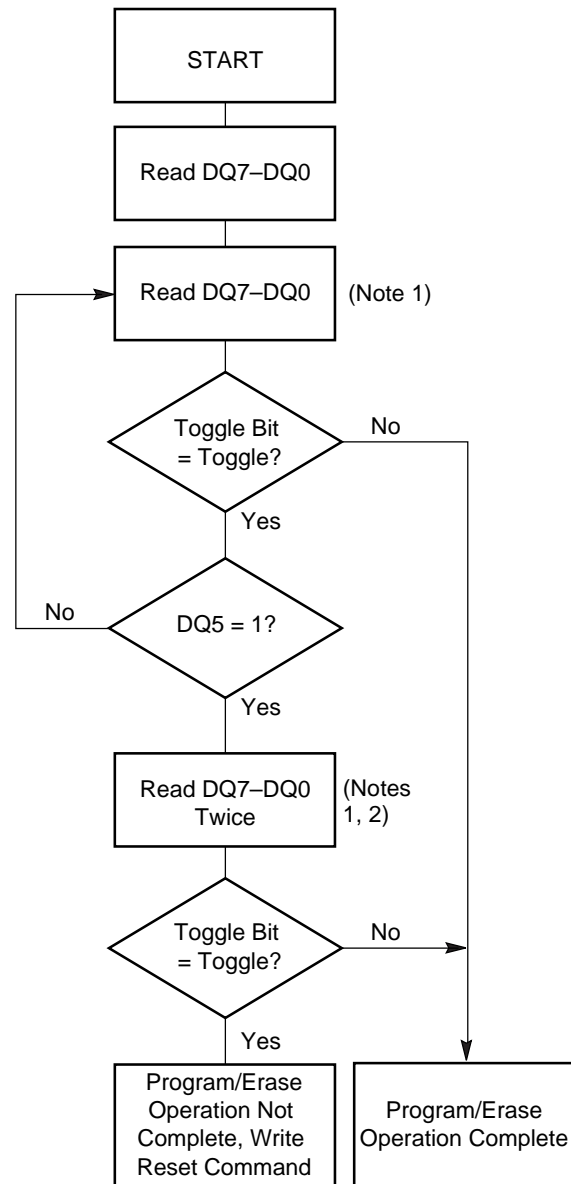 START
Read DQ7–DQ0
Read DQ7–DQ0
(Note 1)
Toggle Bit
= Toggle?
No
Yes
No
DQ5 = 1?
Yes
Read DQ7–DQ0
Twice
(Notes
1, 2)
Toggle Bit
= Toggle?
No
Yes
Program/Erase
Operation Not
Complete, Write
Reset Command
Program/Erase
Operation Complete